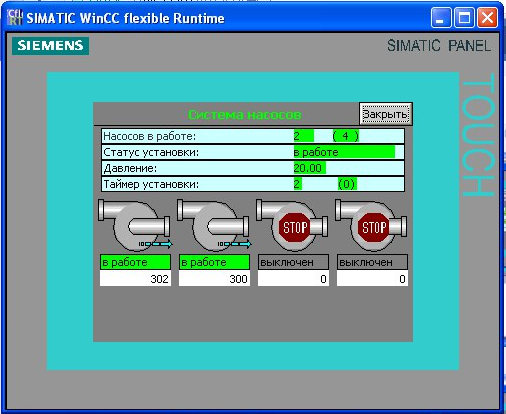 SIMATIC WinCC flexible Runtime
SIEMENS
SIMATIC PANEL
TOUCH
Система насосов
Закрыть
Насосов в работе: 2 ( 4 )
Статус установки: в работе
Давление: 20.00
Таймер установки: 2 (0)
STOP STOP
в работе в работе выключен выключен
302 300 0 0